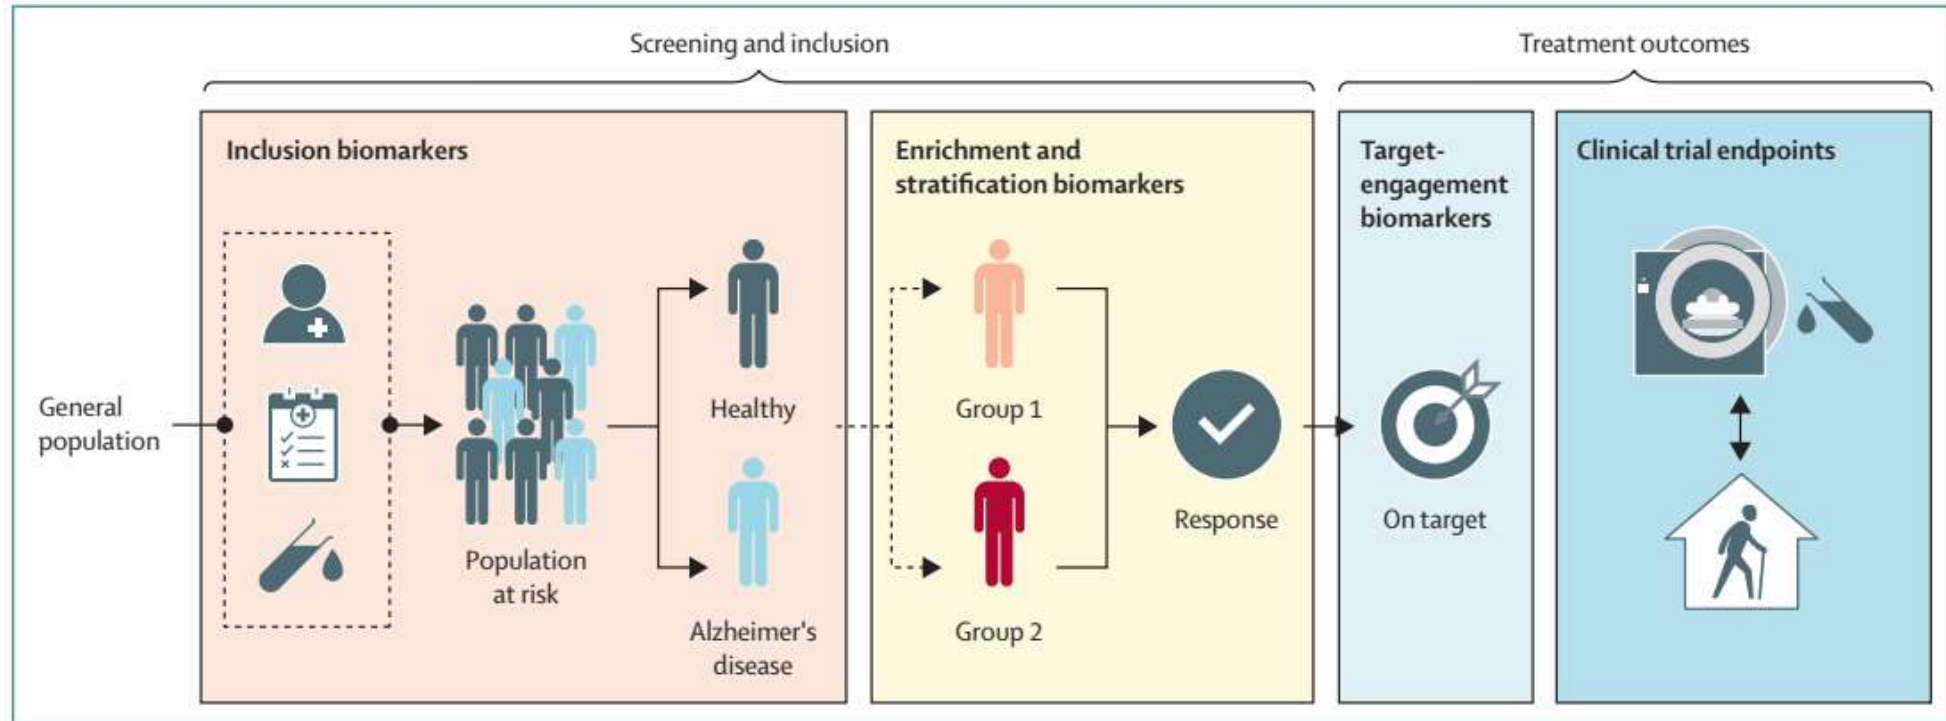 Screening and inclusion
Treatment outcomes
Inclusion biomarkers
Enrichment and
stratification biomarkers
Target-
engagement
biomarkers
Clinical trial endpoints
General
population
Population
at risk
Healthy
Alzheimer's
disease
Group 1
Group 2
Response
On target